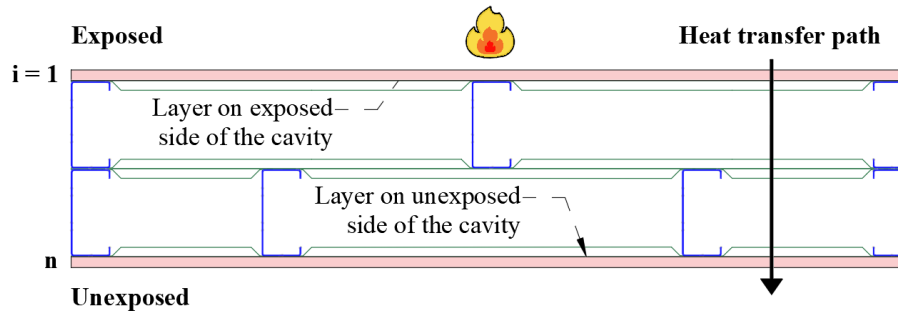 Exposed
Heat transfer path
i = 1
Layer on exposed
side of the cavity
Layer on unexposed
side of the cavity
n
Unexposed